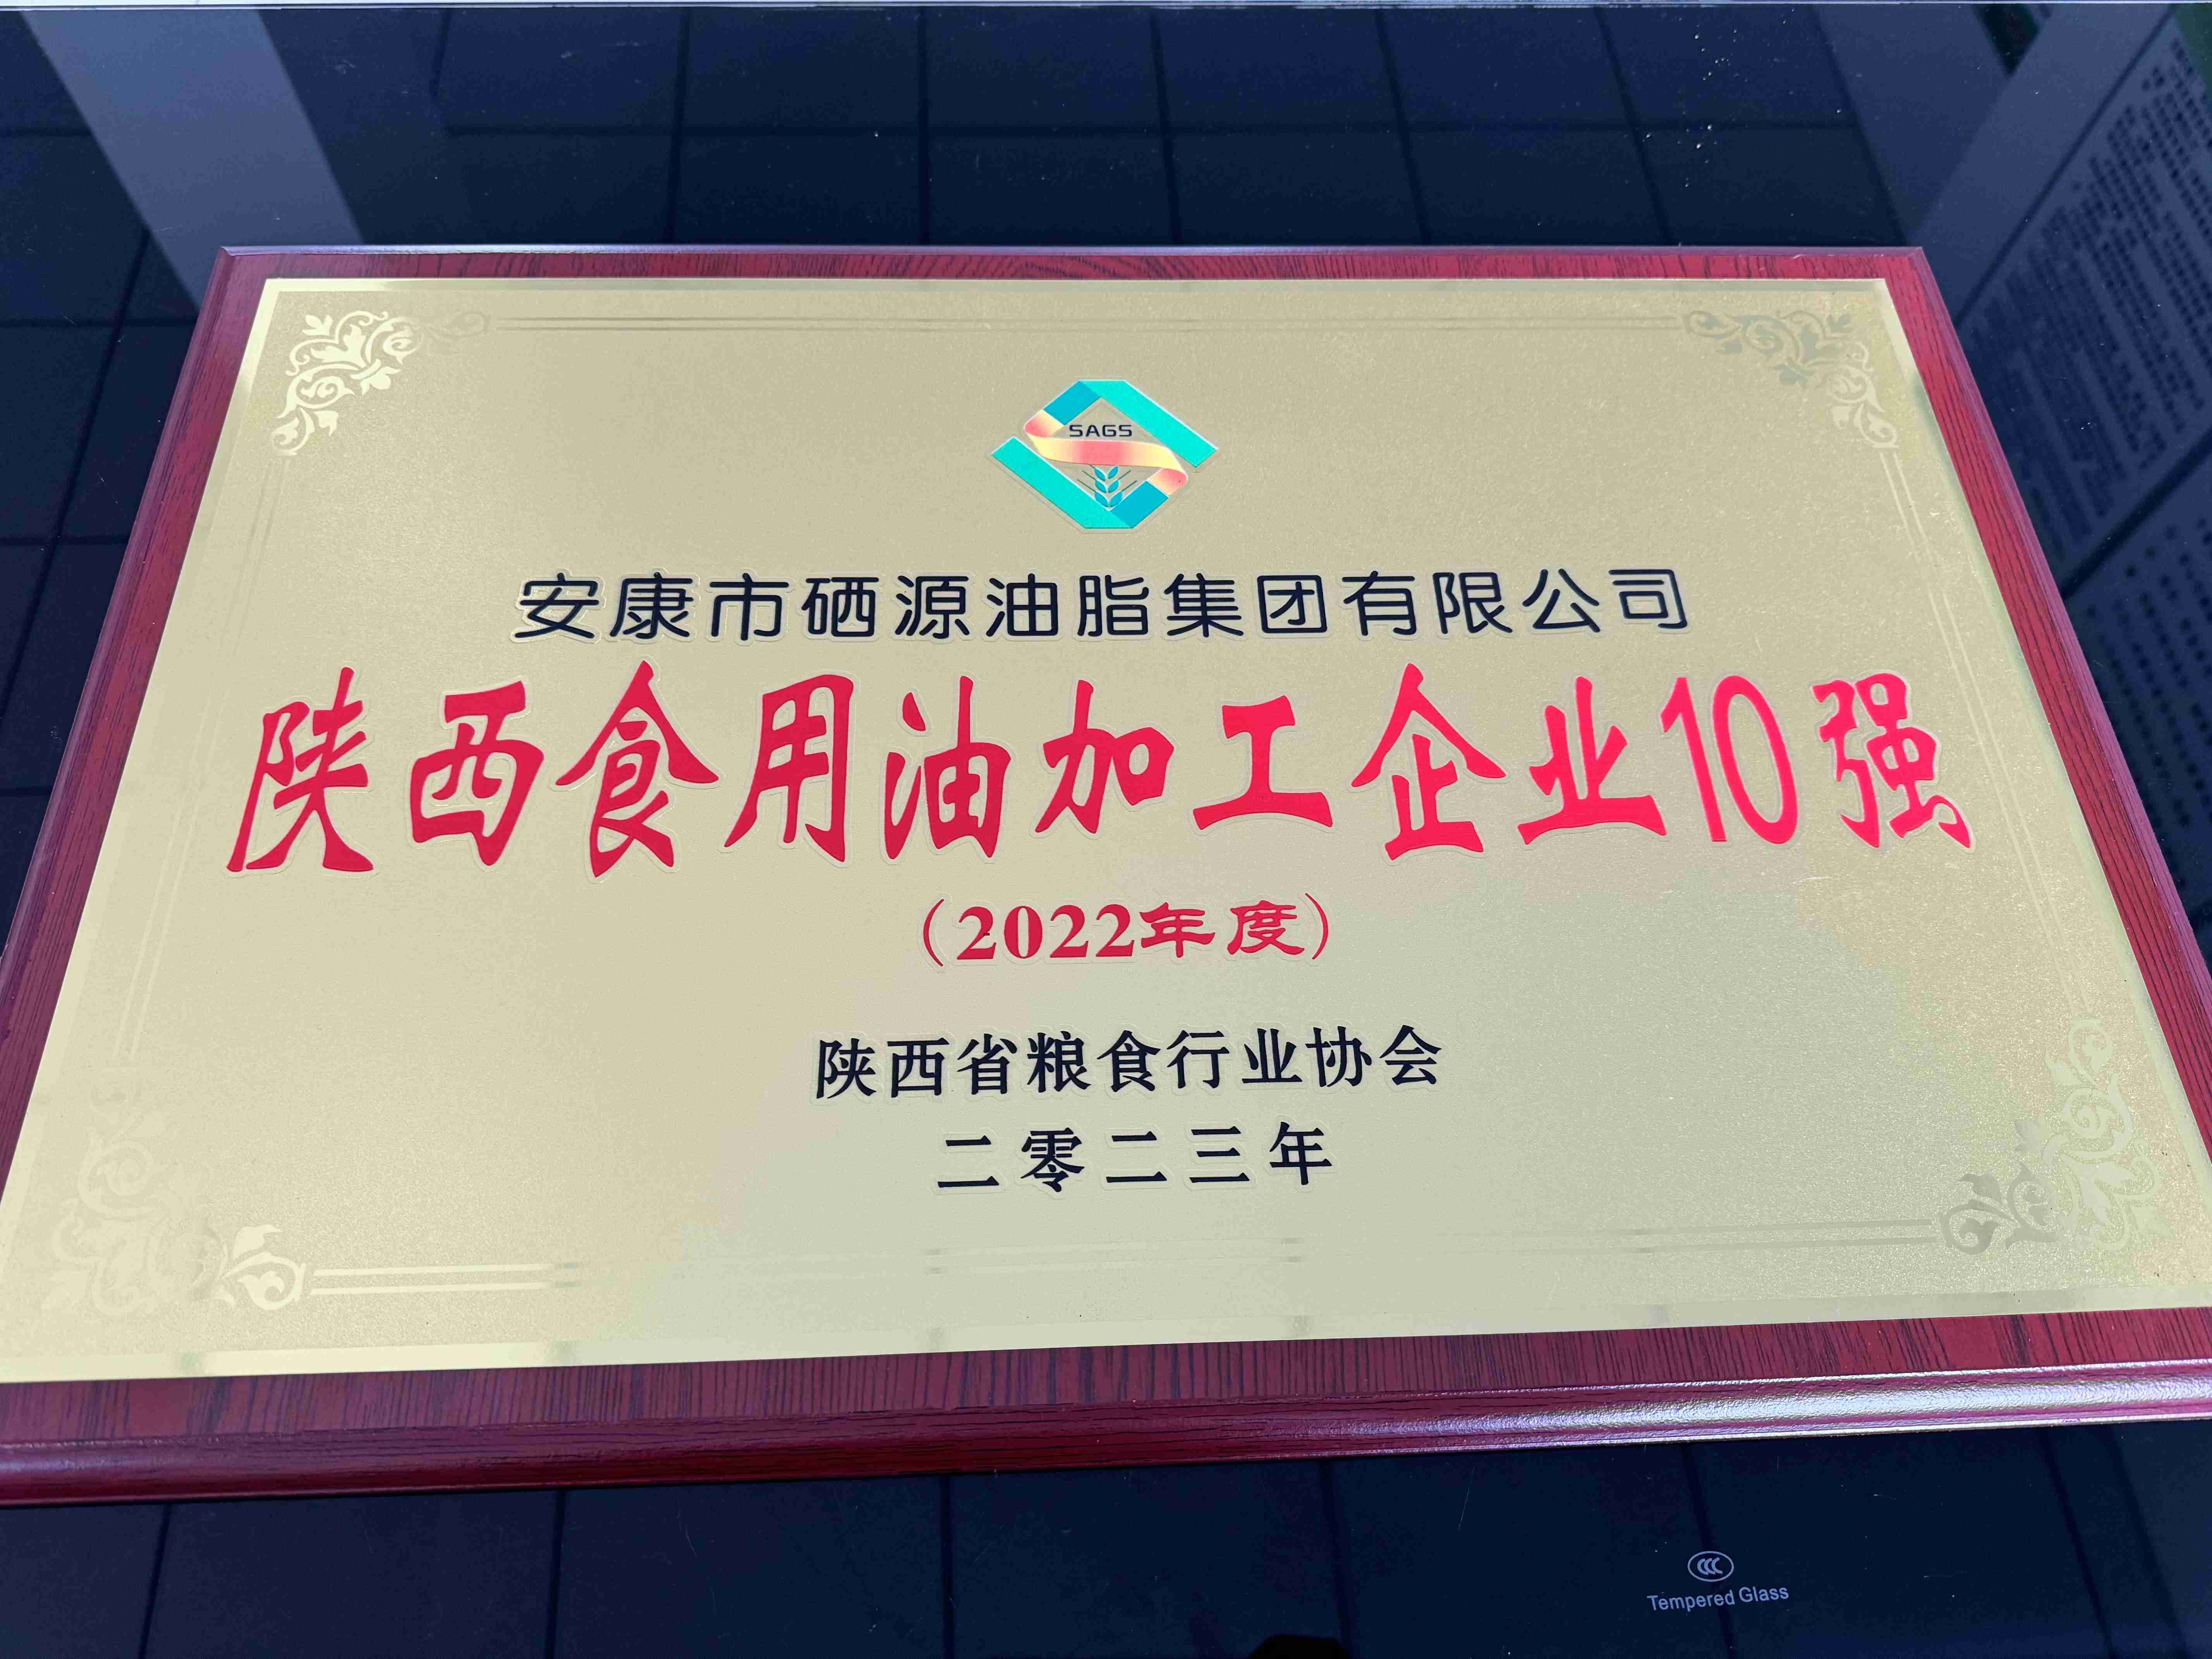 SAGS
安康市硒源油脂集团有限公司
陕西食用油加工企业10强
（2022年度）
陕西省粮食行业协会
二零二三年
CCC
Tempered Glass